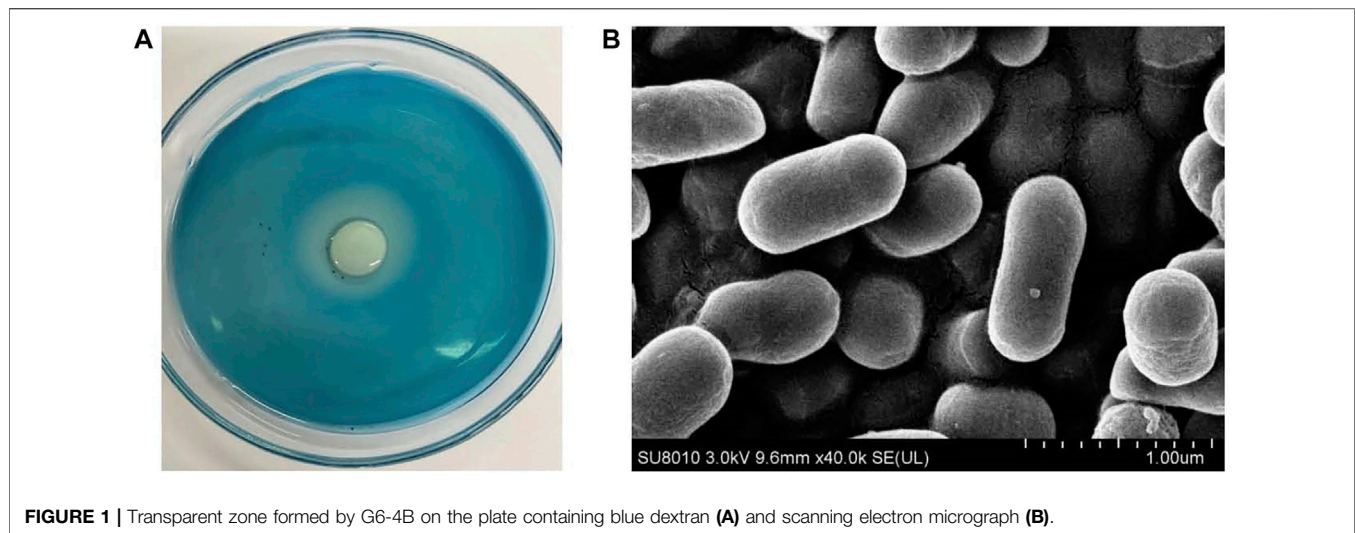 A
B
SU8010 3.0kV 9.6mm x40.0k SE(UL)
1.00um
FIGURE 1 | Transparent zone formed by G6-4B on the plate containing blue dextran (A) and scanning electron micrograph (B).